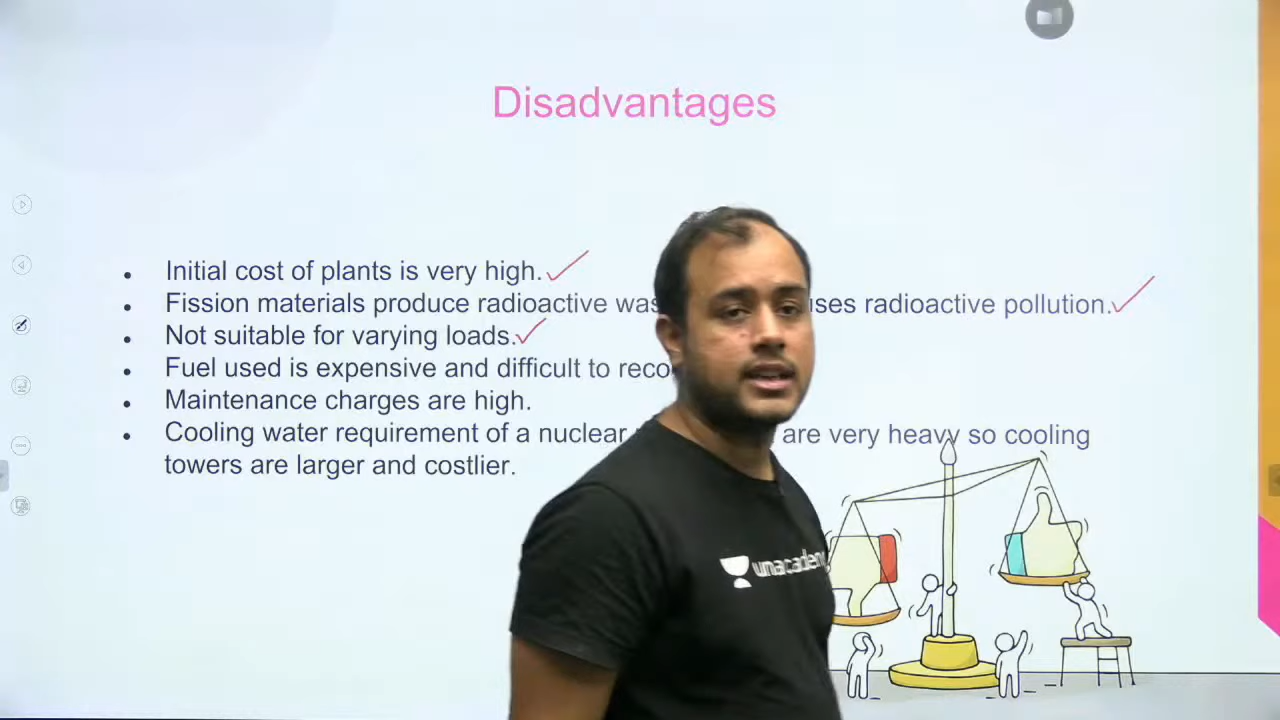 Disadvantages
Initial cost of plants is very high.
Fission materials produce radioactive uses radioactive pollution.
Not suitable for varying loads.
Fuel used is expensive and difficult to
Maintenance charges are high.
Cooling water requirement of a nuclear are very heavy so cooling
towers are larger and costlier.
unacademy